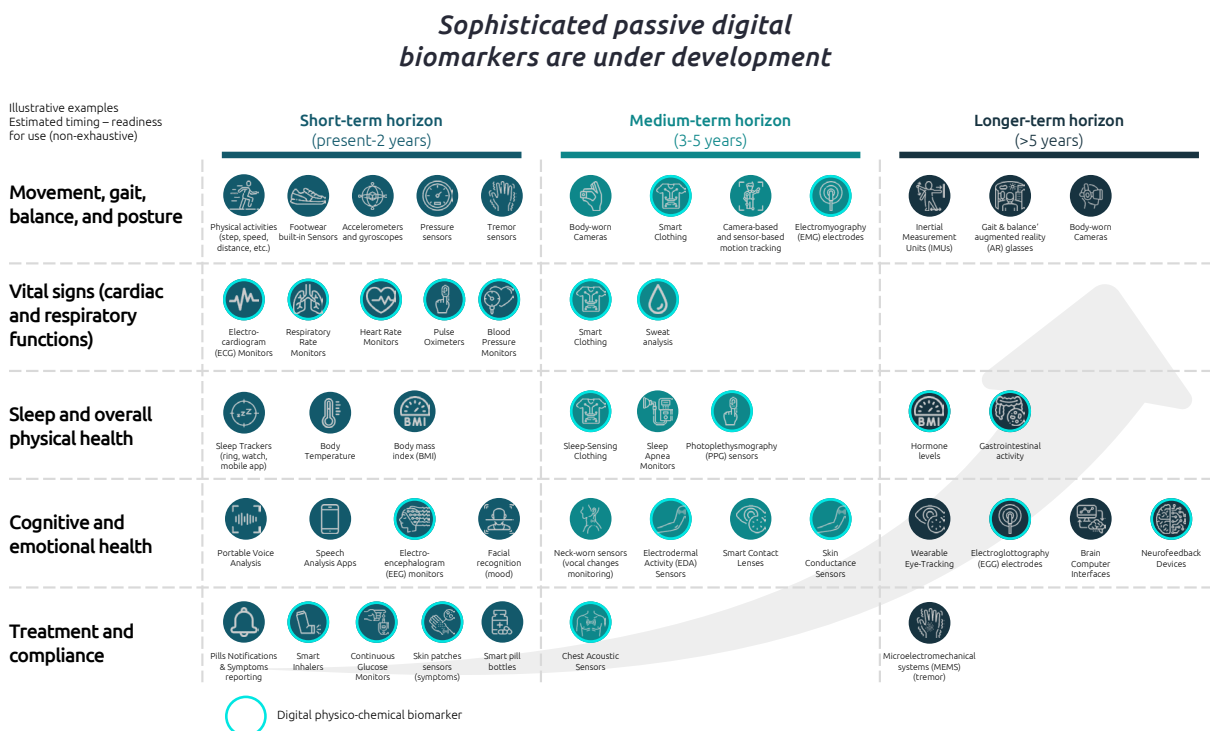 Sophisticated passive digital
biomarkers are under development
Illustrative examples
Estimated timing – readiness
for use (non-exhaustive)
Short-term horizon
(present-2 years)
Medium-term horizon
(3-5 years)
Longer-term horizon
(>5 years)
Movement, gait,
balance, and posture
Physical activities
(step, speed,
distance, etc.)
Footwear
built-in Sensors
Accelerometers
and gyroscopes
Pressure
sensors
Tremor
sensors
Body-worn
Cameras
Smart
Clothing
Camera-based
and sensor-based
motion tracking
Electromyography
(EMG) electrodes
Inertial
Measurement
Units (IMUs)
Gait & balance'
augmented reality
(AR) glasses
Body-worn
Cameras
Vital signs (cardiac
and respiratory
functions)
Electro-
cardiogram
(ECG) Monitors
Respiratory
Rate
Monitors
Heart Rate
Monitors
Pulse
Oximeters
Blood
Pressure
Monitors
Smart
Clothing
Sweat
analysis
Sleep and overall
physical health
zZZ
Sleep Trackers
(ring, watch,
mobile app)
Body
Temperature
BMI
Body mass
index (BMI)
Sleep-Sensing
Clothing
Sleep
Apnea
Monitors
Photoplethysmography
(PPG) sensors
BMI
Hormone
levels
Gastrointestinal
activity
Cognitive and
emotional health
Portable Voice
Analysis
Speech
Analysis Apps
Electro-
encephalogram
(EEG) monitors
Facial
recognition
(mood)
Neck-worn sensors
(vocal changes
monitoring)
Electrodermal
Activity (EDA)
Sensors
Smart Contact
Lenses
Skin
Conductance
Sensors
Wearable
Eye-Tracking
Electroglottography
(EGG) electrodes
Brain
Computer
Interfaces
Neurofeedback
Devices
Treatment and
compliance
Pills Notifications
& Symptoms
reporting
Smart
Inhalers
Continuous
Glucose
Monitors
Skin patches
sensors
(symptoms)
Smart pill
bottles
Chest Acoustic
Sensors
Microelectromechanical
systems (MEMS)
(tremor)
Digital physico-chemical biomarker